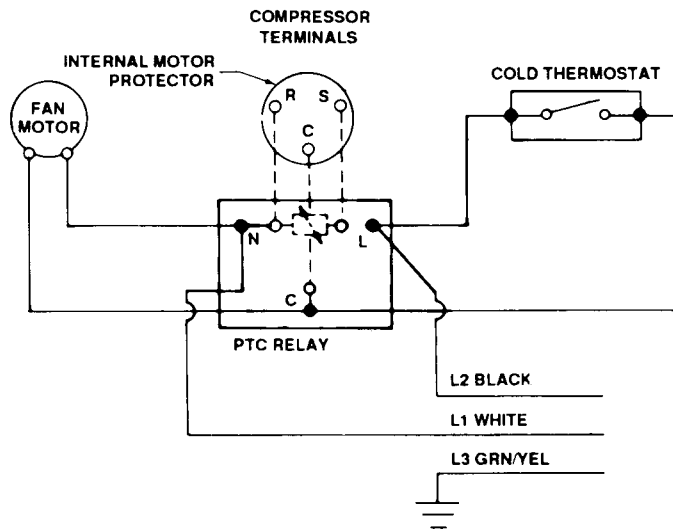 COMPRESSOR
TERMINALS
INTERNAL MOTOR
PROTECTOR
COLD THERMOSTAT
FAN
MOTOR
R
S
C
N
L
C
PTC RELAY
L2 BLACK
L1 WHITE
L3 GRN/YEL